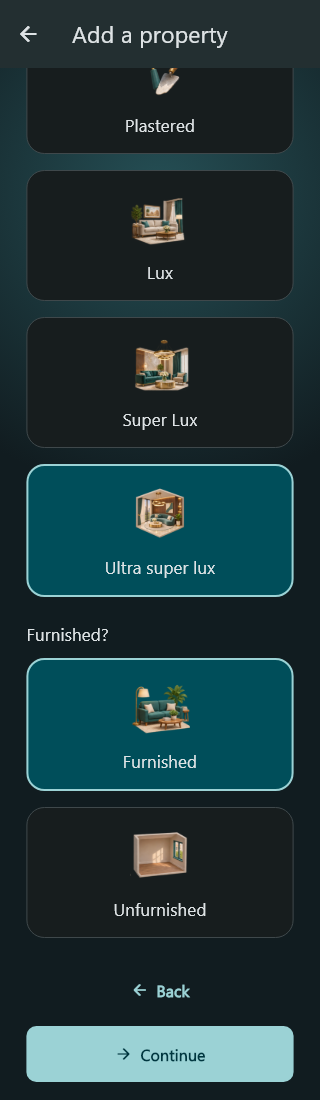 Add a property
Plastered
Lux
Super Lux
Ultra super lux
Furnished?
Furnished
Unfurnished
Back
Continue